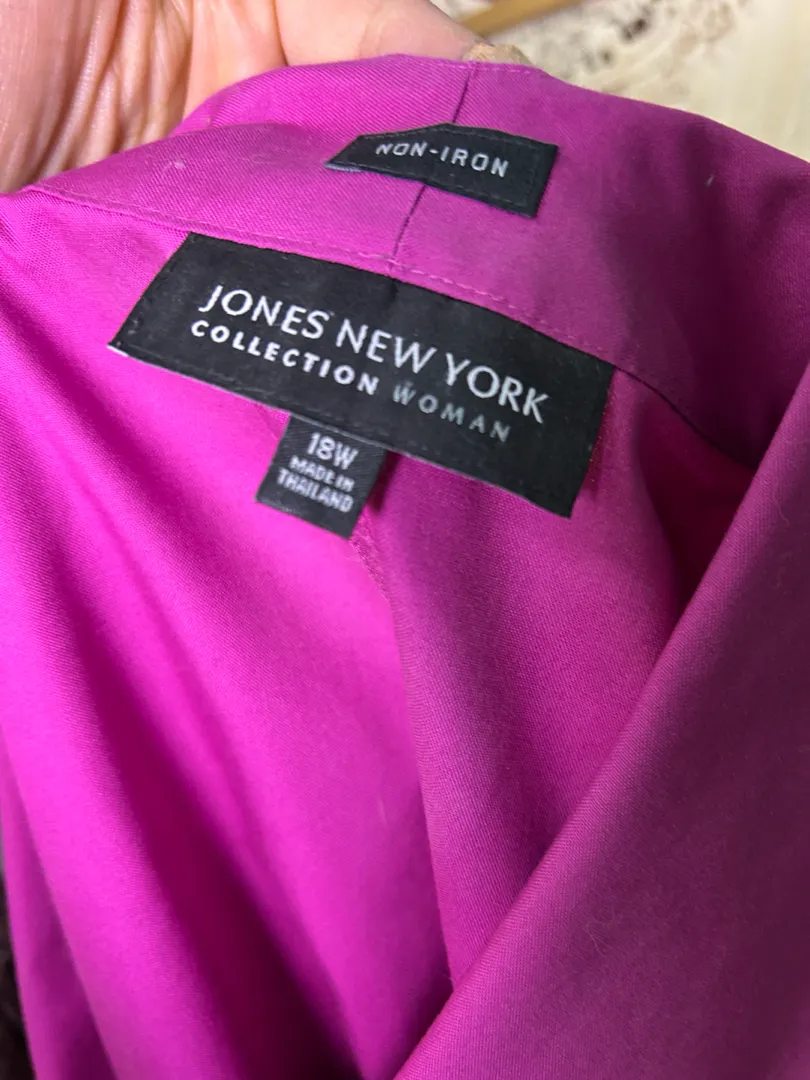 NON-IRON
JONES NEW YORK
COLLECTION WOMAN
18W
MADE IN
THAILAND